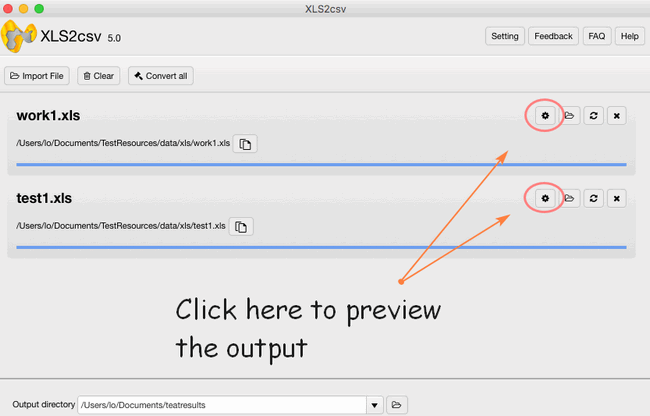 XLS2csv
XLS2csv 5.0
Setting
Feedback
FAQ
Help
Import File
Clear
Convert all
work1.xls
/Users/lo/Documents/TestResources/data/xls/work1.xls
test1.xls
/Users/lo/Documents/TestResources/data/xls/test1.xls
Click here to preview
the output
Output directory
/Users/lo/Documents/teatresults